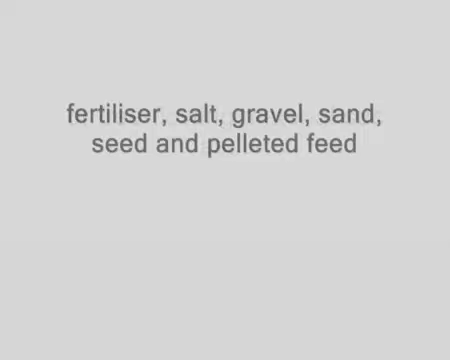 fertiliser, salt, gravel, sand,
seed and pelleted feed